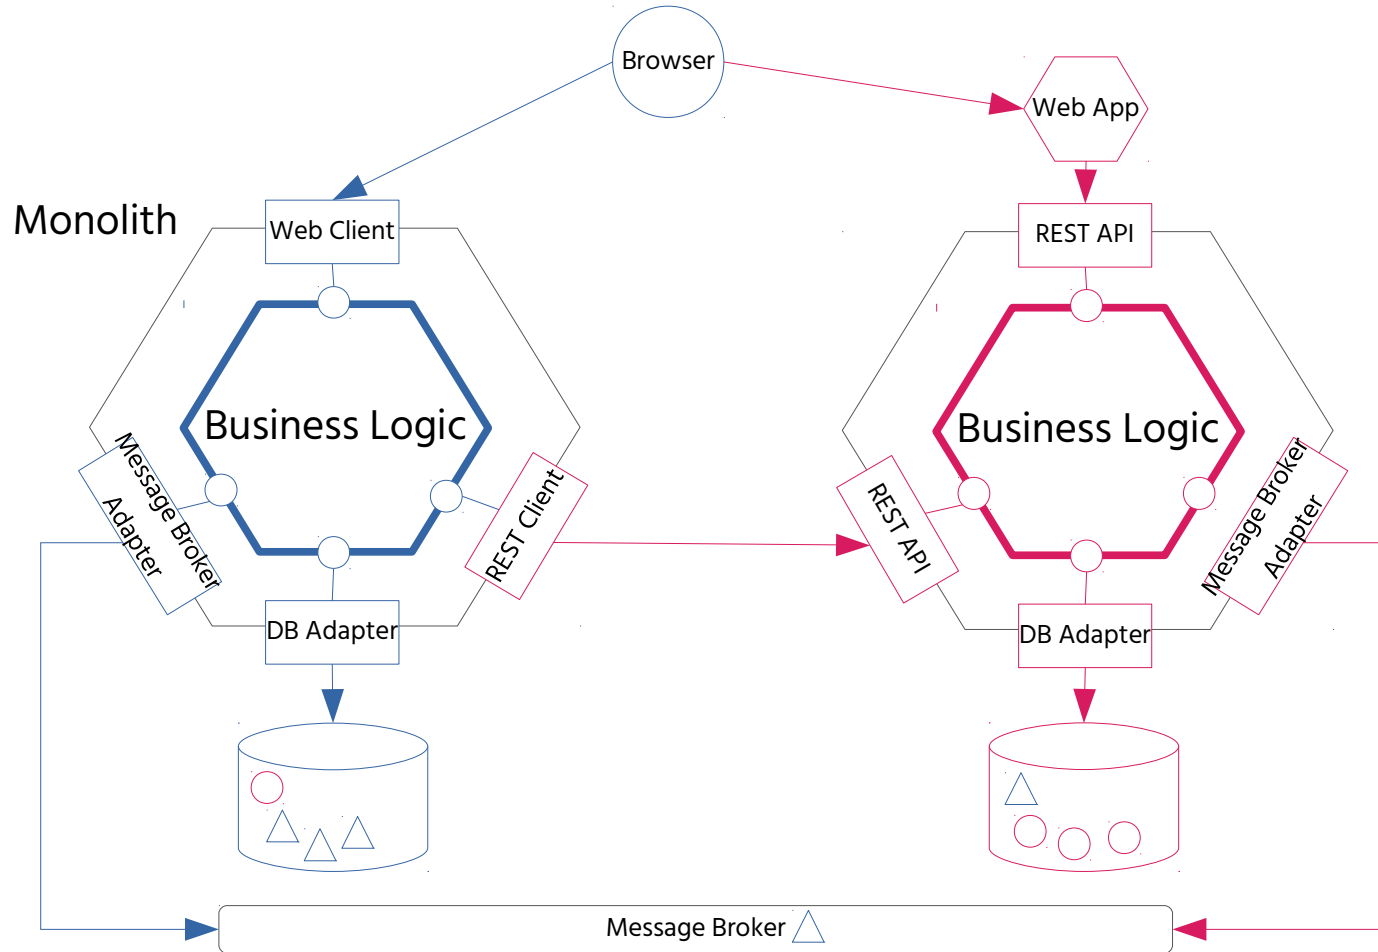 Browser
Web App
Monolith
Web Client
REST API
Business Logic
Business Logic
Message Broker
Adapter
REST Client
REST API
Message Broker
Adapter
DB Adapter
DB Adapter
Message Broker